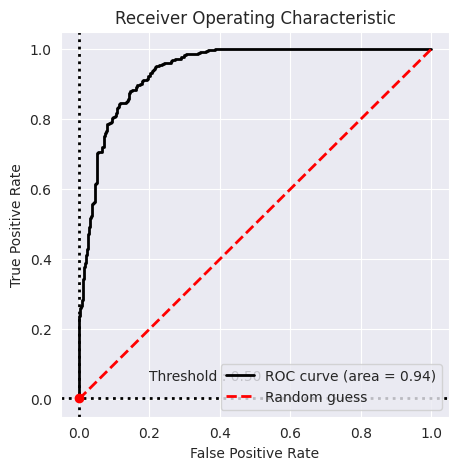 Receiver Operating Characteristic
True Positive Rate
1.0
0.8
0.6
0.4
0.2
0.0
Threshold : 0.50
ROC curve (area = 0.94)
Random guess
0.0 0.2 0.4 0.6 0.8 1.0
False Positive Rate